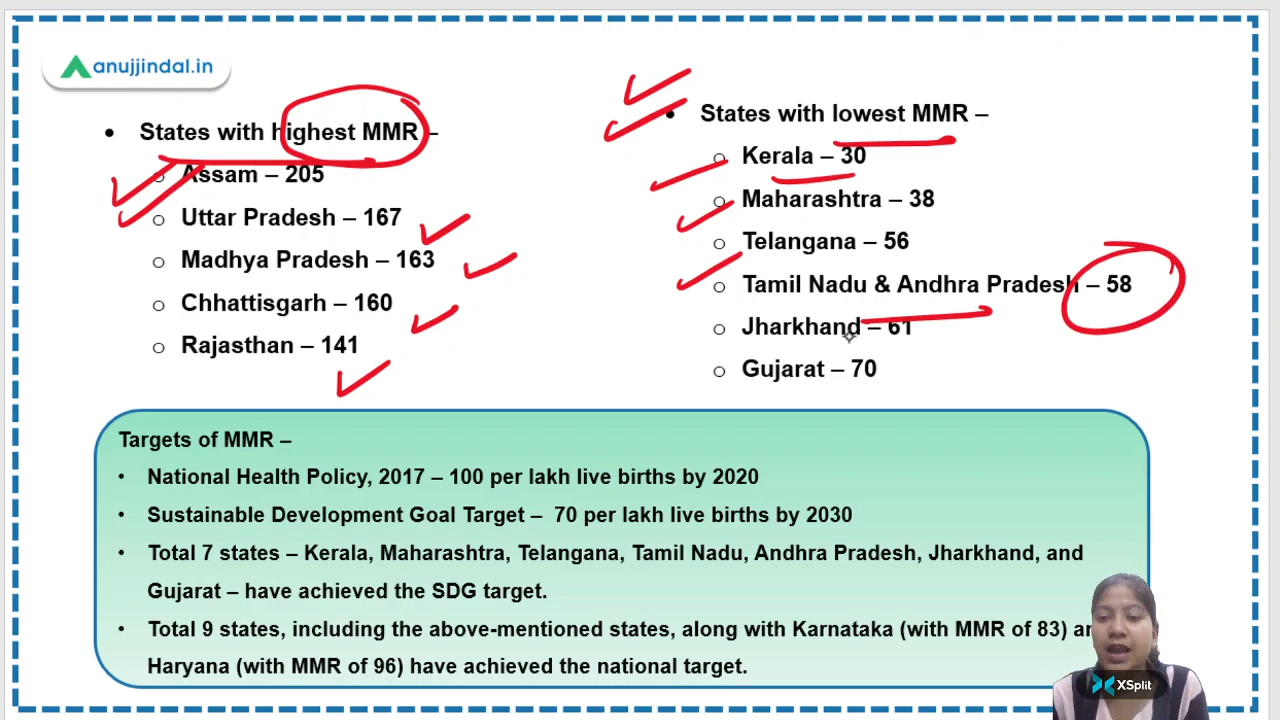 anujjindal.in
• States with highest MMR –
o Assam – 205
o Uttar Pradesh – 167
o Madhya Pradesh – 163
o Chhattisgarh – 160
o Rajasthan – 141
• States with lowest MMR –
o Kerala – 30
o Maharashtra – 38
o Telangana – 56
o Tamil Nadu & Andhra Pradesh – 58
o Jharkhand – 61
o Gujarat – 70
Targets of MMR –
• National Health Policy, 2017 – 100 per lakh live births by 2020
• Sustainable Development Goal Target – 70 per lakh live births by 2030
• Total 7 states – Kerala, Maharashtra, Telangana, Tamil Nadu, Andhra Pradesh, Jharkhand, and
Gujarat – have achieved the SDG target.
• Total 9 states, including the above-mentioned states, along with Karnataka (with MMR of 83)
Haryana (with MMR of 96) have achieved the national target.
XSplit